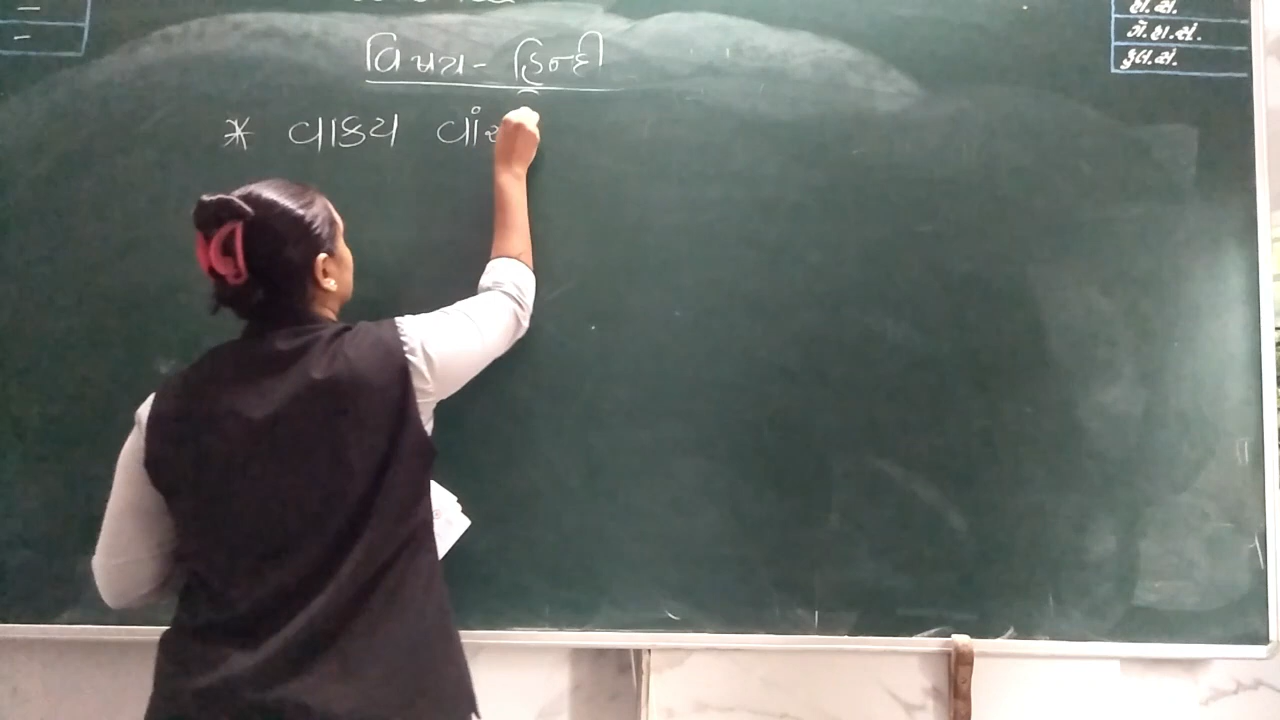 વિષય - હિન્દી
* વાક્ય વાંચ
હા.સ.
ગે.હા.સં.
કુલ.સં.